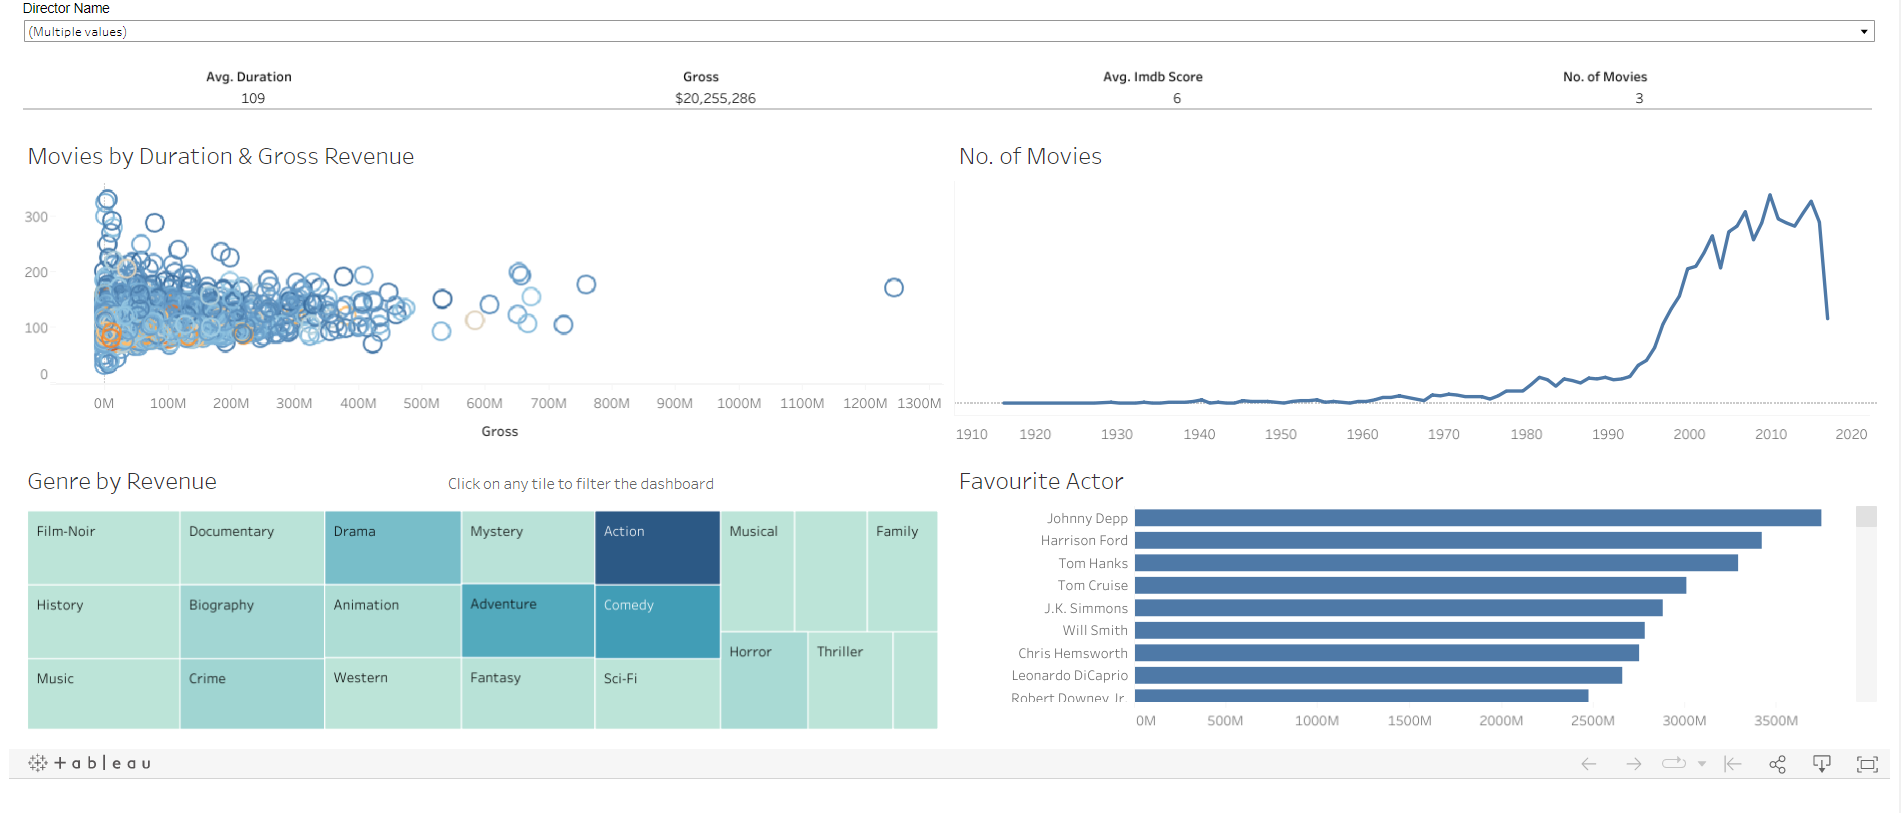 Director Name
(Multiple values)
Avg. Duration
109
Gross
$20,255,286
Avg. Imdb Score
6
No. of Movies
3
Movies by Duration & Gross Revenue
300
200
100
0
0M 100M 200M 300M 400M 500M 600M 700M 800M 900M 1000M 1100M 1200M 1300M
Gross
No. of Movies
1910 1920 1930 1940 1950 1960 1970 1980 1990 2000 2010 2020
Genre by Revenue
Click on any tile to filter the dashboard
Film-Noir Documentary Drama Mystery Action Musical Family
History Biography Animation Adventure Comedy
Horror Thriller
Music Crime Western Fantasy Sci-Fi
Favourite Actor
Johnny Depp
Harrison Ford
Tom Hanks
Tom Cruise
J.K. Simmons
Will Smith
Chris Hemsworth
Leonardo DiCaprio
Robert Downey Jr.
0M 500M 1000M 1500M 2000M 2500M 3000M 3500M
+ableau